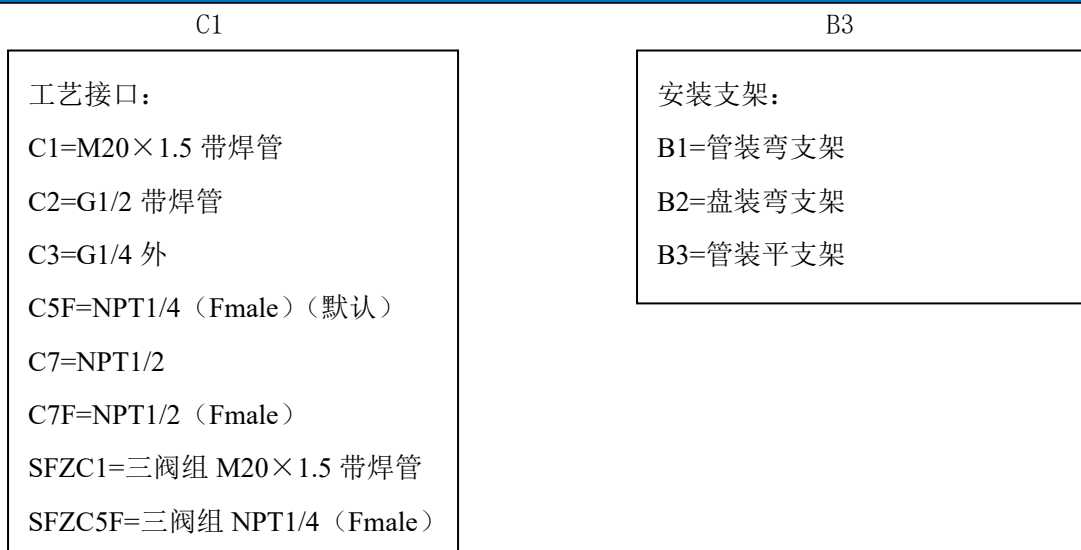 C1
工艺接口：
C1=M20×1.5 带焊管
C2=G1/2 带焊管
C3=G1/4 外
C5F=NPT1/4（Fmale）（默认）
C7=NPT1/2
C7F=NPT1/2（Fmale）
SFZC1=三阀组 M20×1.5 带焊管
SFZC5F=三阀组 NPT1/4（Fmale）
B3
安装支架：
B1=管装弯支架
B2=盘装弯支架
B3=管装平支架